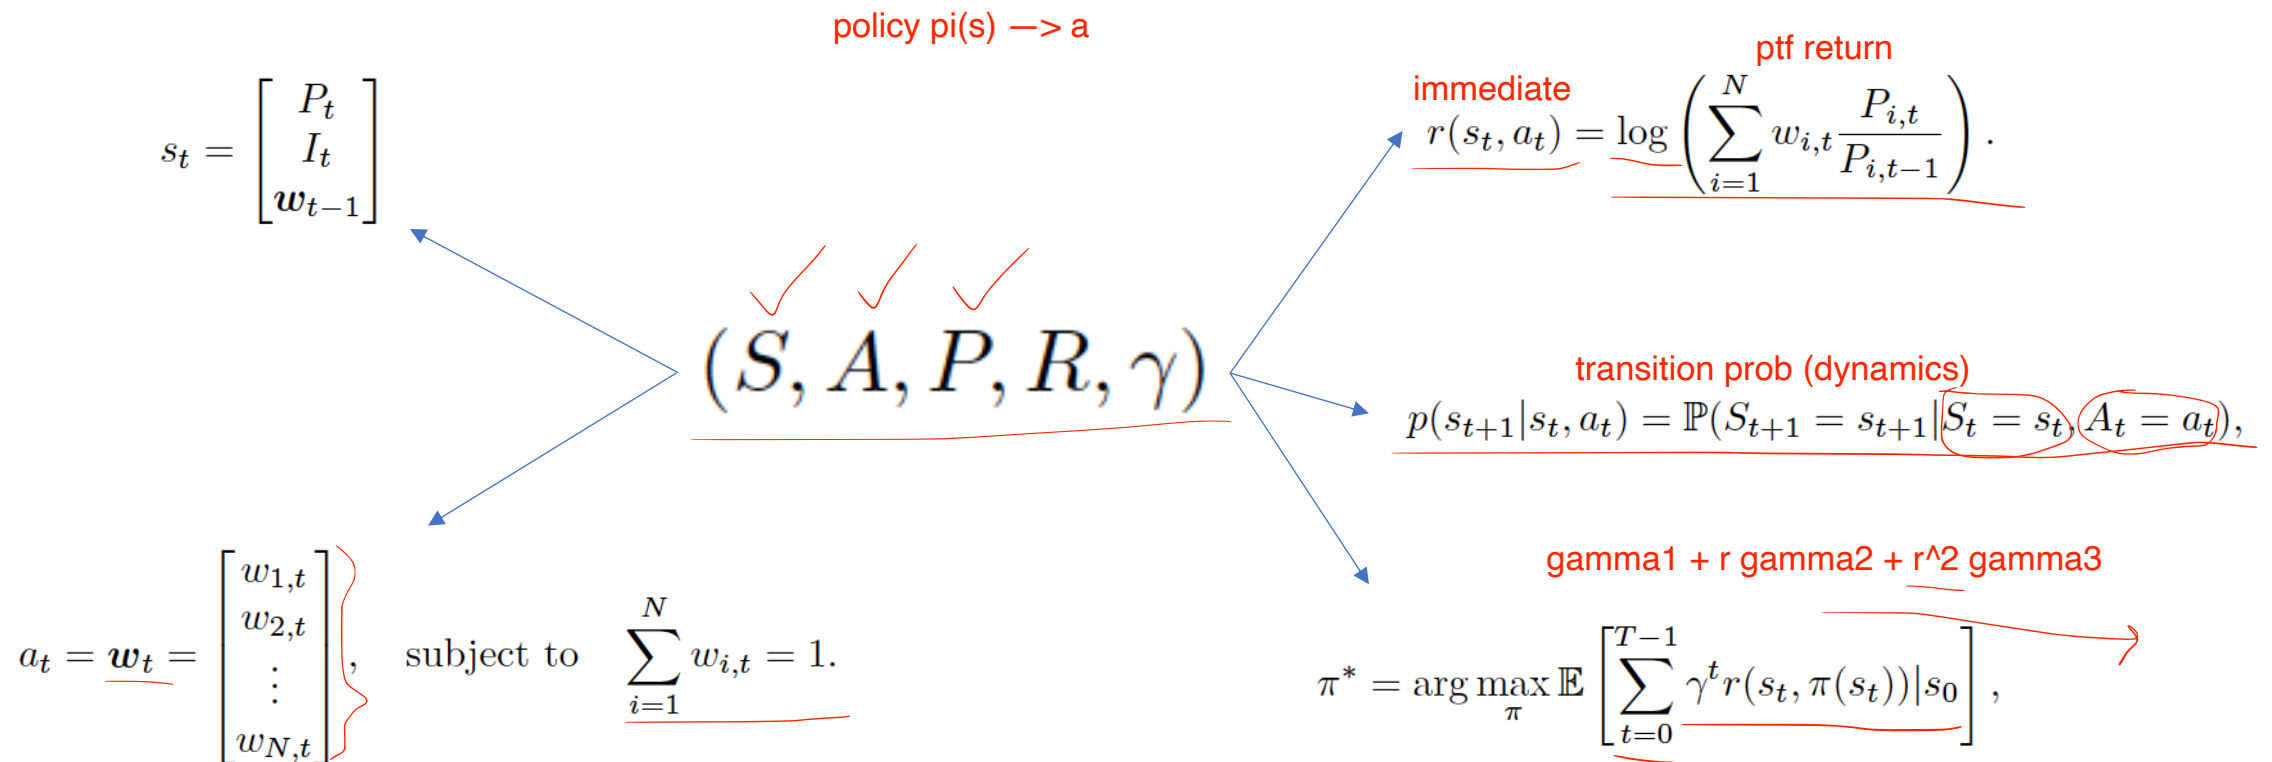 policy pi(s) —> a
ptf return
immediate
s_t = [ P_t
I_t
w_{t-1} ]
r(s_t, a_t) = log ( ∑_{i=1}^{N} w_{i,t} P_{i,t} / P_{i,t-1} ) .
(S, A, P, R, γ)
transition prob (dynamics)
p(s_{t+1}|s_t, a_t) = ℙ(S_{t+1} = s_{t+1}|S_t = s_t, A_t = a_t),
gamma1 + r gamma2 + r^2 gamma3
a_t = w_t = [ w_{1,t}
w_{2,t}
⋮
w_{N,t} ] , subject to ∑_{i=1}^{N} w_{i,t} = 1.
π* = arg max_π 𝔼 [ ∑_{t=0}^{T-1} γ^t r(s_t, π(s_t))|s_0 ] ,